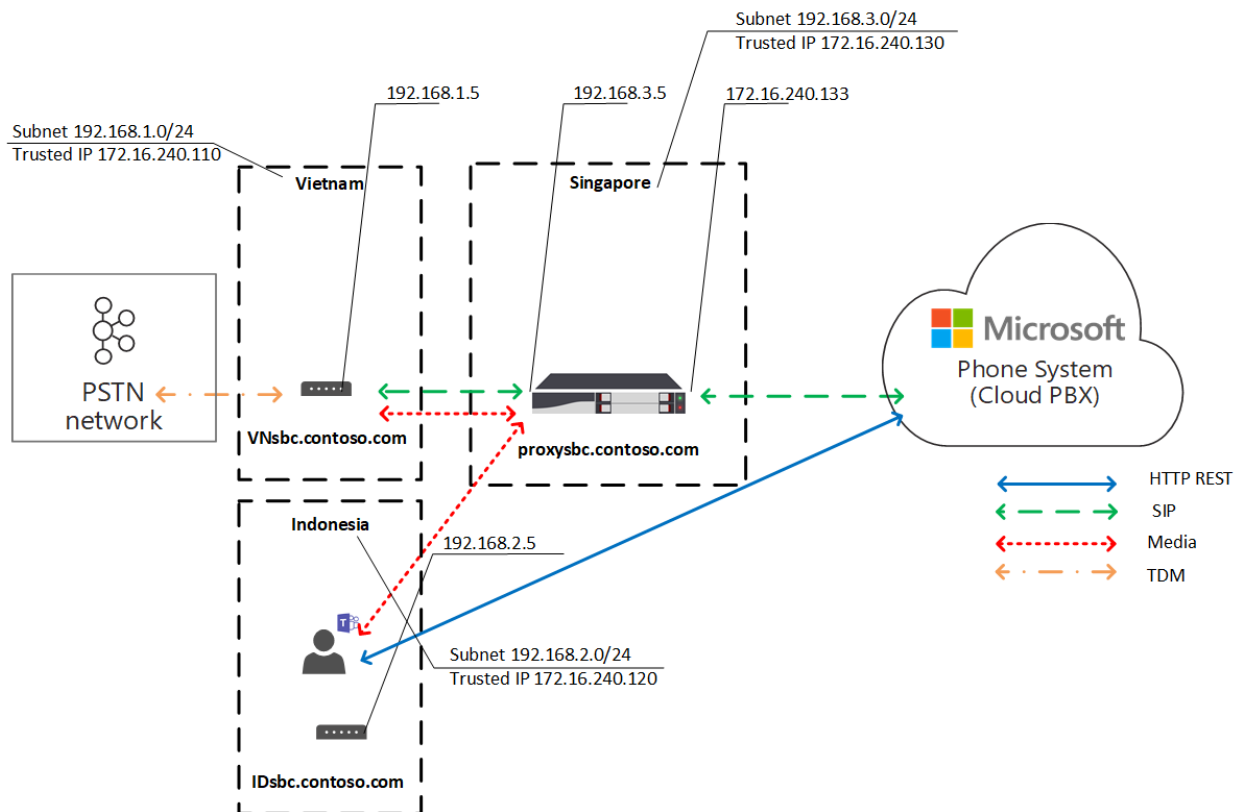 Subnet 192.168.3.0/24
Trusted IP 172.16.240.130
192.168.1.5
192.168.3.5
172.16.240.133
Subnet 192.168.1.0/24
Trusted IP 172.16.240.110
Vietnam
Singapore
Microsoft
Phone System
(Cloud PBX)
PSTN
network
VNsbc.contoso.com
proxysbc.contoso.com
HTTP REST
SIP
Media
TDM
Indonesia
192.168.2.5
T
Subnet 192.168.2.0/24
Trusted IP 172.16.240.120
IDsbc.contoso.com